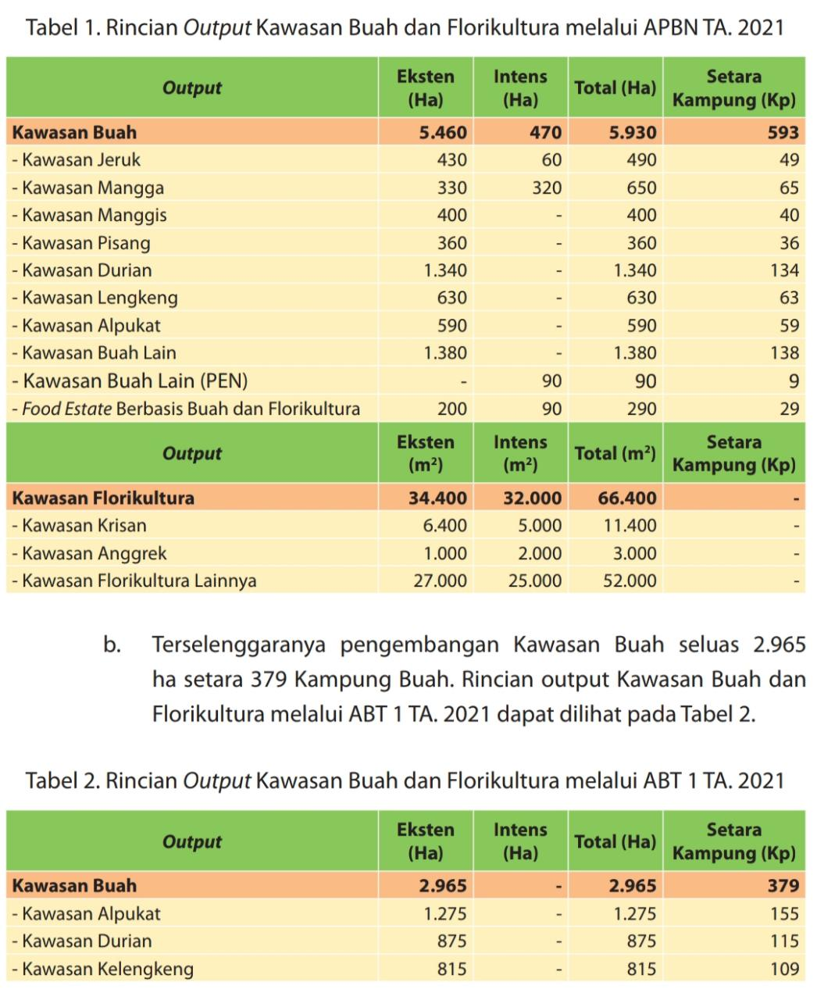 Tabel 1. Rincian Output Kawasan Buah dan Florikultura melalui APBN TA. 2021
Output Eksten (Ha) Intens (Ha) Total (Ha) Setara Kampung (Kp)
Kawasan Buah 5.460 470 5.930 593
- Kawasan Jeruk 430 60 490 49
- Kawasan Mangga 330 320 650 65
- Kawasan Manggis 400 - 400 40
- Kawasan Pisang 360 - 360 36
- Kawasan Durian 1.340 - 1.340 134
- Kawasan Lengkeng 630 - 630 63
- Kawasan Alpukat 590 - 590 59
- Kawasan Buah Lain 1.380 - 1.380 138
- Kawasan Buah Lain (PEN) - 90 90 9
- Food Estate Berbasis Buah dan Florikultura 200 90 290 29
Output Eksten (m²) Intens (m²) Total (m²) Setara Kampung (Kp)
Kawasan Florikultura 34.400 32.000 66.400 -
- Kawasan Krisan 6.400 5.000 11.400 -
- Kawasan Anggrek 1.000 2.000 3.000 -
- Kawasan Florikultura Lainnya 27.000 25.000 52.000 -
b. Terselenggaranya pengembangan Kawasan Buah seluas 2.965
ha setara 379 Kampung Buah. Rincian output Kawasan Buah dan
Florikultura melalui ABT 1 TA. 2021 dapat dilihat pada Tabel 2.
Tabel 2. Rincian Output Kawasan Buah dan Florikultura melalui ABT 1 TA. 2021
Output Eksten (Ha) Intens (Ha) Total (Ha) Setara Kampung (Kp)
Kawasan Buah 2.965 - 2.965 379
- Kawasan Alpukat 1.275 - 1.275 155
- Kawasan Durian 875 - 875 115
- Kawasan Kelengkeng 815 - 815 109